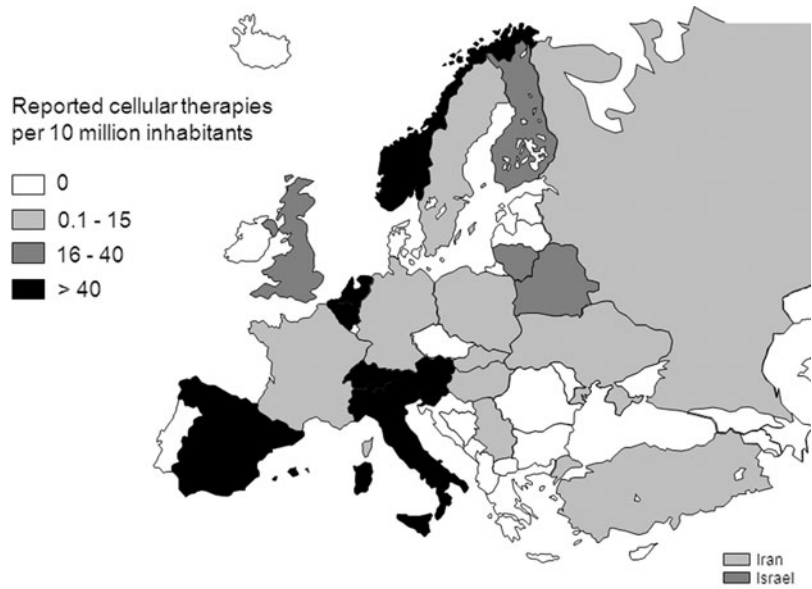 Reported cellular therapies
per 10 million inhabitants
0
0.1 - 15
16 - 40
> 40
Iran
Israel